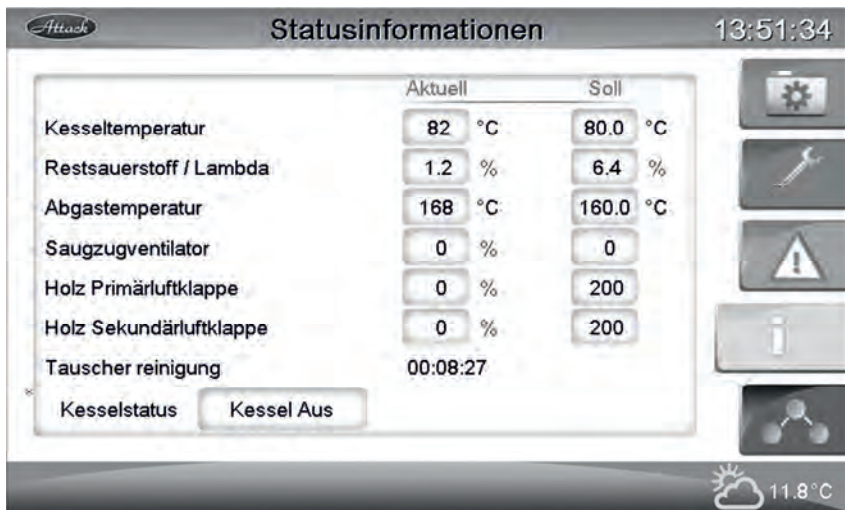 Attack Statusinformationen 13:51:34
Aktuell Soll
Kesseltemperatur 82 °C 80.0 °C
Restsauerstoff / Lambda 1.2 % 6.4 %
Abgastemperatur 168 °C 160.0 °C
Saugzugventilator 0 % 0
Holz Primärluftklappe 0 % 200
Holz Sekundärluftklappe 0 % 200
Tauscher reinigung 00:08:27
* Kesselstatus Kessel Aus
11.8°C